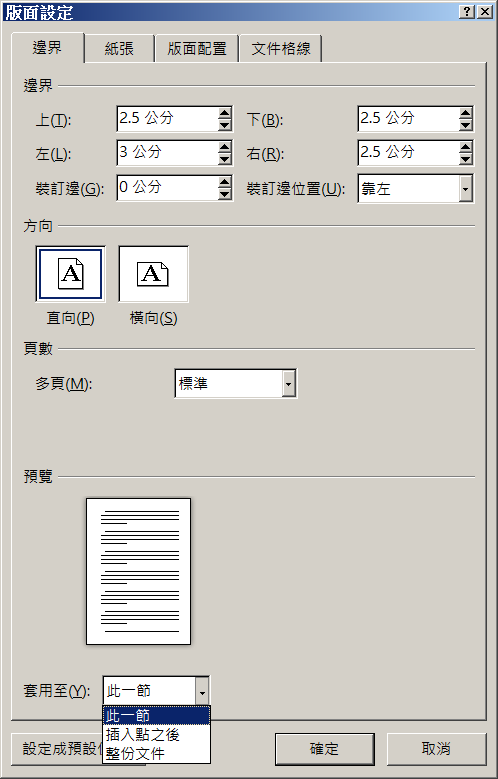 版面設定
邊界 紙張 版面配置 文件格線
邊界
上(T): 2.5 公分 下(B): 2.5 公分
左(L): 3 公分 右(R): 2.5 公分
裝訂邊(G): 0 公分 裝訂邊位置(U): 靠左
方向
A A
直向(P) 橫向(S)
頁數
多頁(M): 標準
預覽
套用至(Y): 此一節
此一節
插入點之後
整份文件
設定成預設 確定 取消